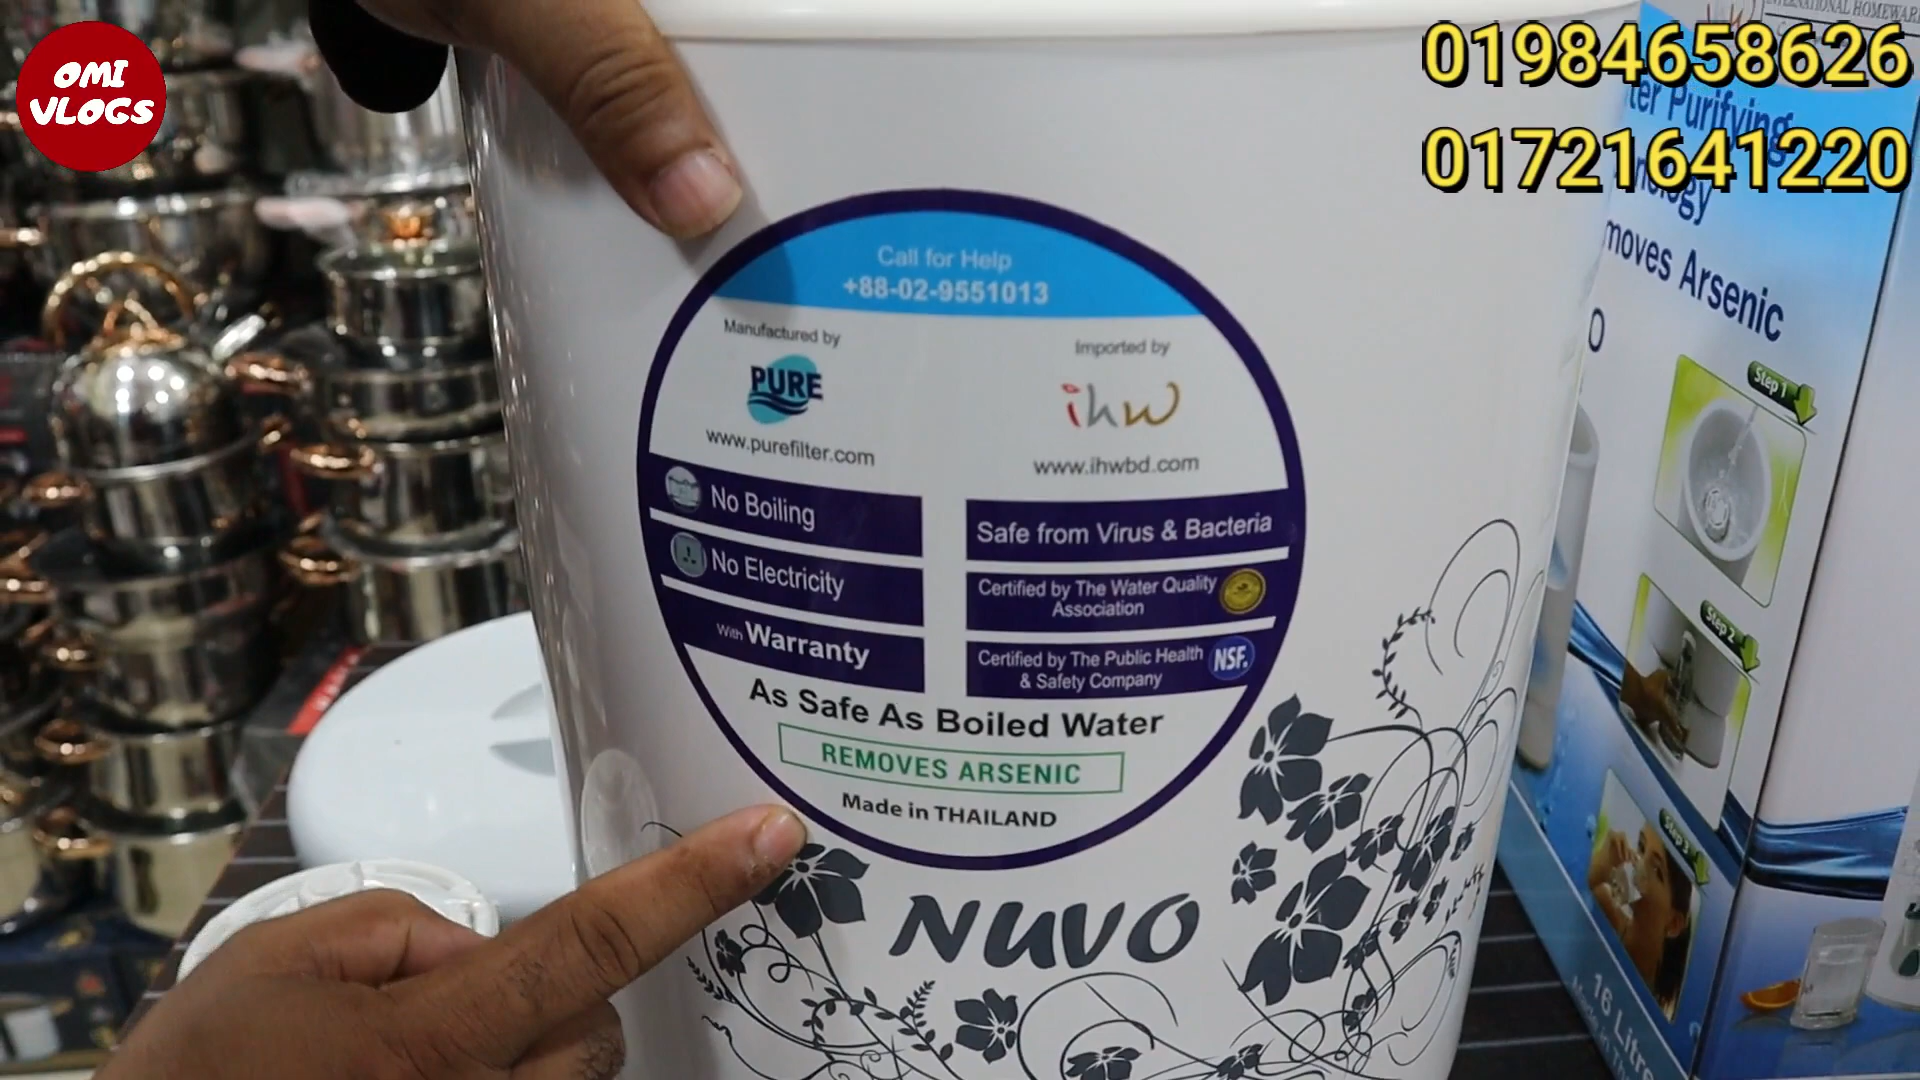 OMI
VLOGS
01984658626
01721641220
Call for Help
+88-02-9551013
Manufactured by
PURE
www.purefilter.com
Imported by
ihw
www.ihwbd.com
No Boiling
No Electricity
With Warranty
Safe from Virus & Bacteria
Certified by The Water Quality
Association
Certified by The Public Health
& Safety Company
NSF.
As Safe As Boiled Water
REMOVES ARSENIC
Made in THAILAND
NUVO
INTERNATIONAL HOMEWARE
Purifying
Arsenic
Step 1
Step 2
Step 3
16 Litre